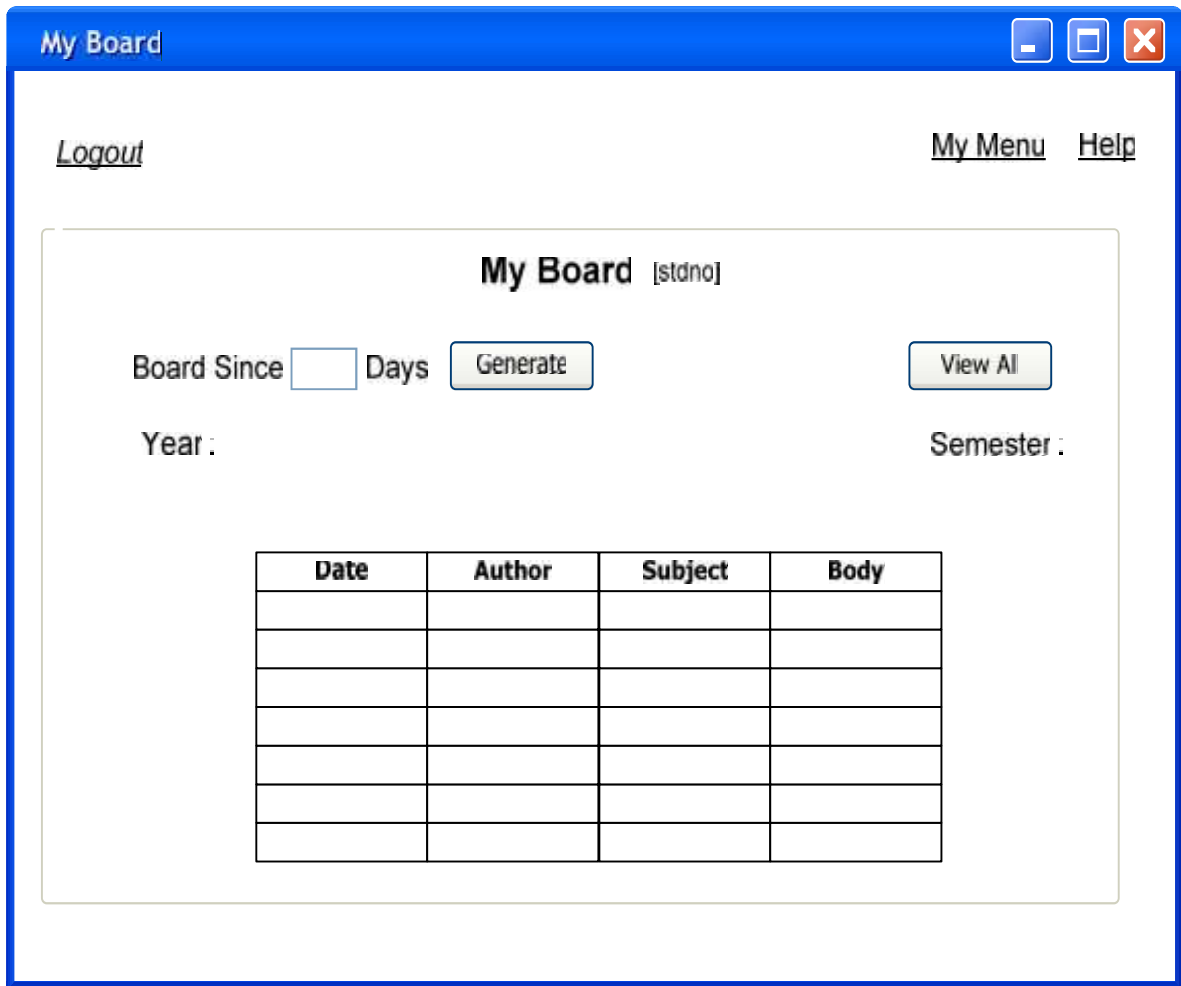 My Board
Logout My Menu Help
My Board [stdno]
Board Since Days Generate View All
Year : Semester :
Date Author Subject Body